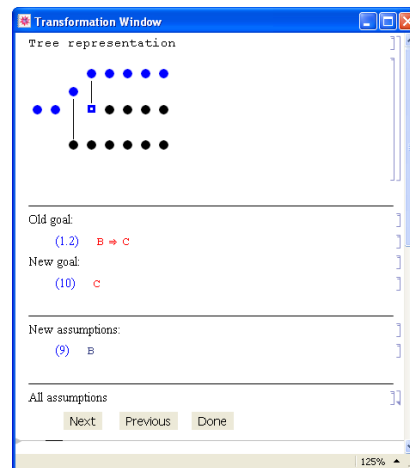 Transformation Window
Tree representation
Old goal:
(1.2) B ⇒ C
New goal:
(10) C
New assumptions:
(9) B
All assumptions
Next Previous Done
125%